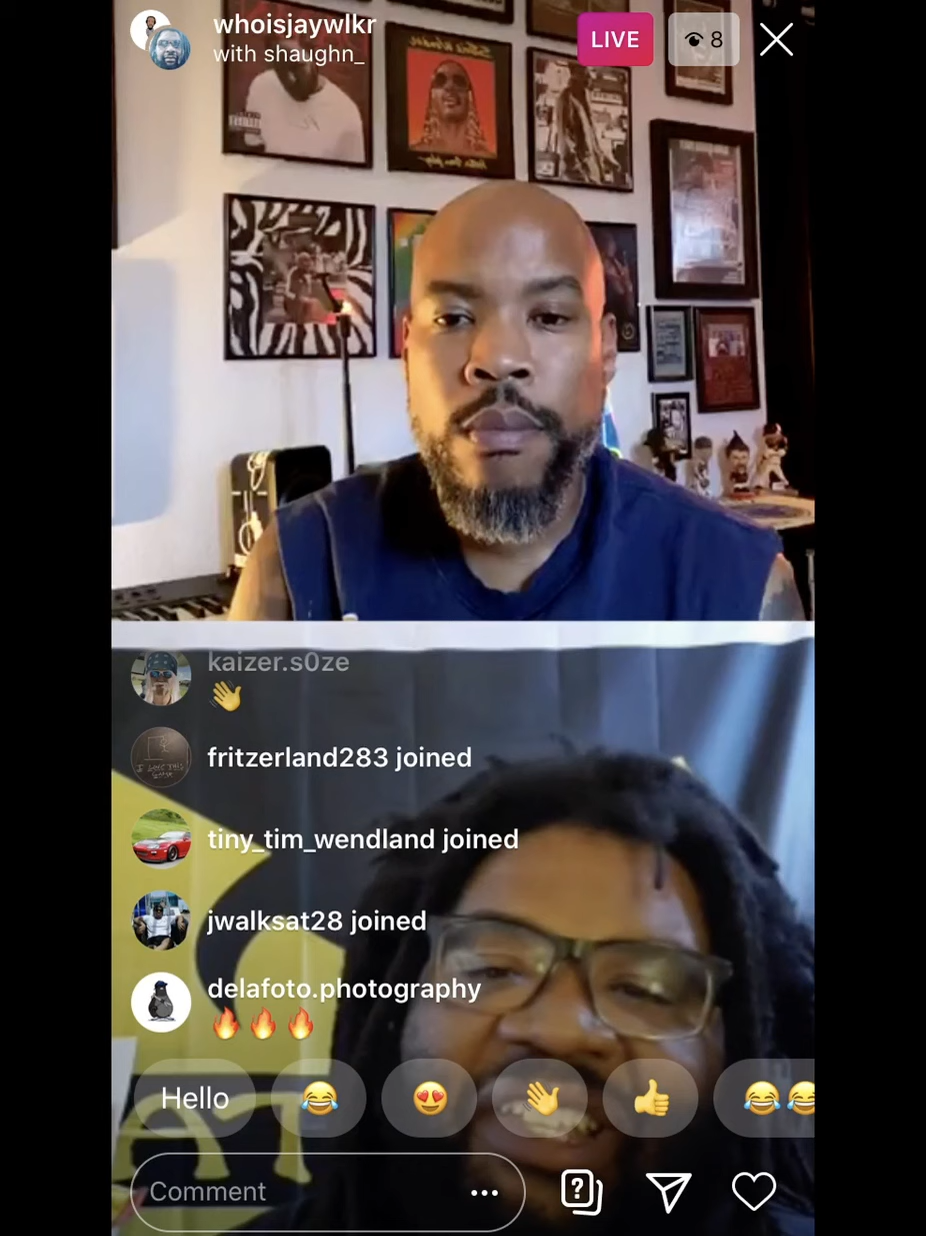 whoisjaywlkr
LIVE
8
with shaughn_
kaizer.s0ze
👋
fritzerland283 joined
tiny_tim_wendland joined
jwalksat28 joined
delafoto.photography
🔥 🔥 🔥
Hello
Comment